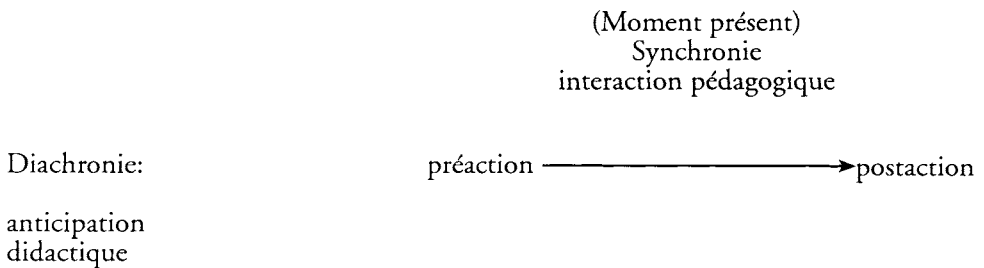 (Moment présent)
Synchronie
interaction pédagogique
Diachronie: préaction postaction
anticipation
didactique